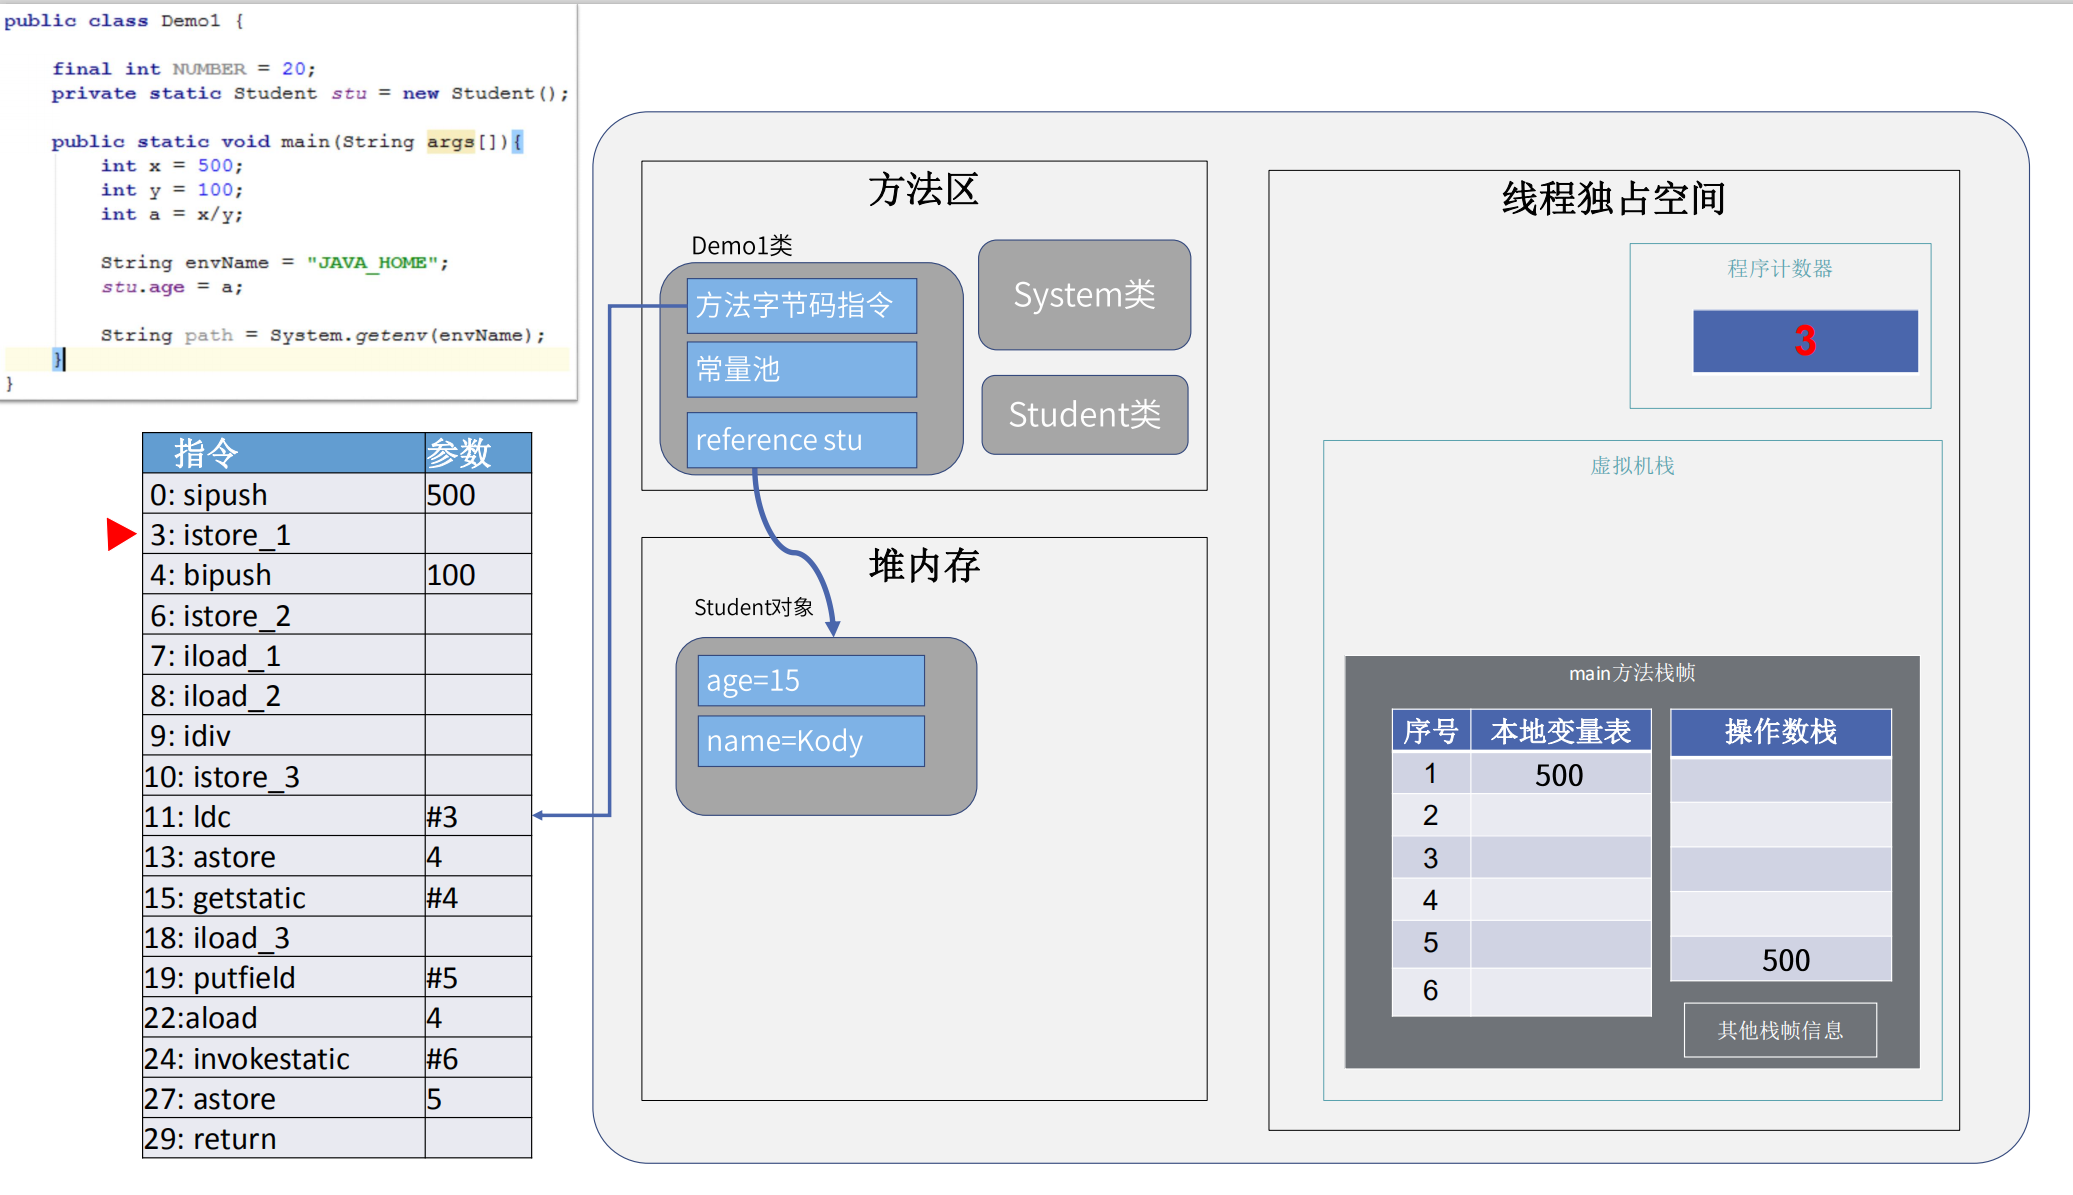 public class Demo1 {
final int NUMBER = 20;
private static Student stu = new Student();
public static void main(String args[]){
int x = 500;
int y = 100;
int a = x/y;
String envName = "JAVA_HOME";
stu.age = a;
String path = System.getenv(envName);
}
}
指令 参数
0: sipush 500
3: istore_1
4: bipush 100
6: istore_2
7: iload_1
8: iload_2
9: idiv
10: istore_3
11: ldc #3
13: astore 4
15: getstatic #4
18: iload_3
19: putfield #5
22:aload 4
24: invokestatic #6
27: astore 5
29: return
方法区
Demo1类
方法字节码指令
常量池
reference stu
System类
Student类
堆内存
Student对象
age=15
name=Kody
线程独占空间
程序计数器
3
虚拟机栈
main方法栈帧
序号 本地变量表
1 500
2
3
4
5
6
操作数栈
500
其他栈帧信息